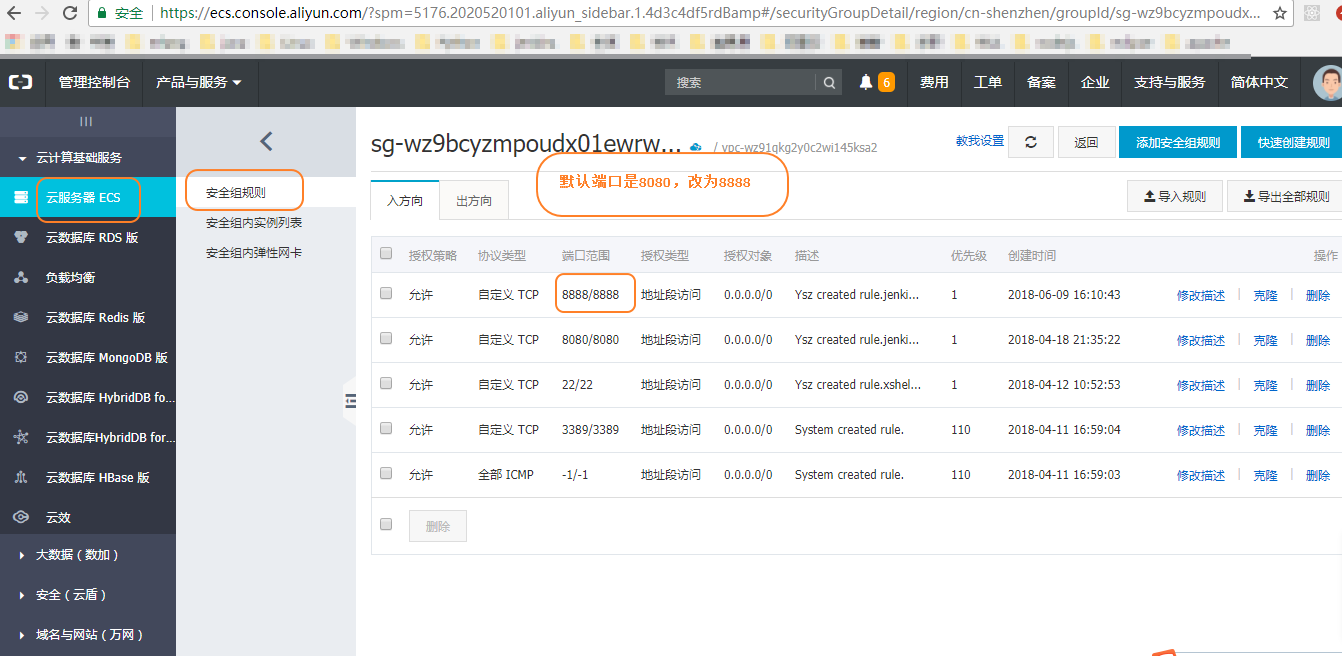 安全 https://ecs.console.aliyun.com/?spm=5176.2020520101.aliyun_sidebar.1.4d3c4df5rdBamp#/securityGroupDetail/region/cn-shenzhen/groupId/sg-wz9bcyzmpoudx...
管理控制台 产品与服务 搜索 6 费用 工单 备案 企业 支持与服务 简体中文
云计算基础服务
云服务器 ECS
云数据库 RDS 版
负载均衡
云数据库 Redis 版
云数据库 MongoDB 版
云数据库 HybridDB fo...
云数据库HybridDB for...
云数据库 HBase 版
云效
大数据（数加）
安全（云盾）
域名与网站（万网）
安全组规则
安全组内实例列表
安全组内弹性网卡
sg-wz9bcyzmpoudx01ewrw... / vpc-wz91qkg2y0c2wi145ksa2 教我设置 返回 添加安全组规则 快速创建规则
默认端口是8080，改为8888
入方向 出方向 导入规则 导出全部规则
授权策略 协议类型 端口范围 授权类型 授权对象 描述 优先级 创建时间 操作
允许 自定义 TCP 8888/8888 地址段访问 0.0.0.0/0 Ysz created rule.jenki... 1 2018-06-09 16:10:43 修改描述 克隆 删除
允许 自定义 TCP 8080/8080 地址段访问 0.0.0.0/0 Ysz created rule.jenki... 1 2018-04-18 21:35:22 修改描述 克隆 删除
允许 自定义 TCP 22/22 地址段访问 0.0.0.0/0 Ysz created rule.xshel... 1 2018-04-12 10:52:53 修改描述 克隆 删除
允许 自定义 TCP 3389/3389 地址段访问 0.0.0.0/0 System created rule. 110 2018-04-11 16:59:04 修改描述 克隆 删除
允许 全部 ICMP -1/-1 地址段访问 0.0.0.0/0 System created rule. 110 2018-04-11 16:59:03 修改描述 克隆 删除
删除